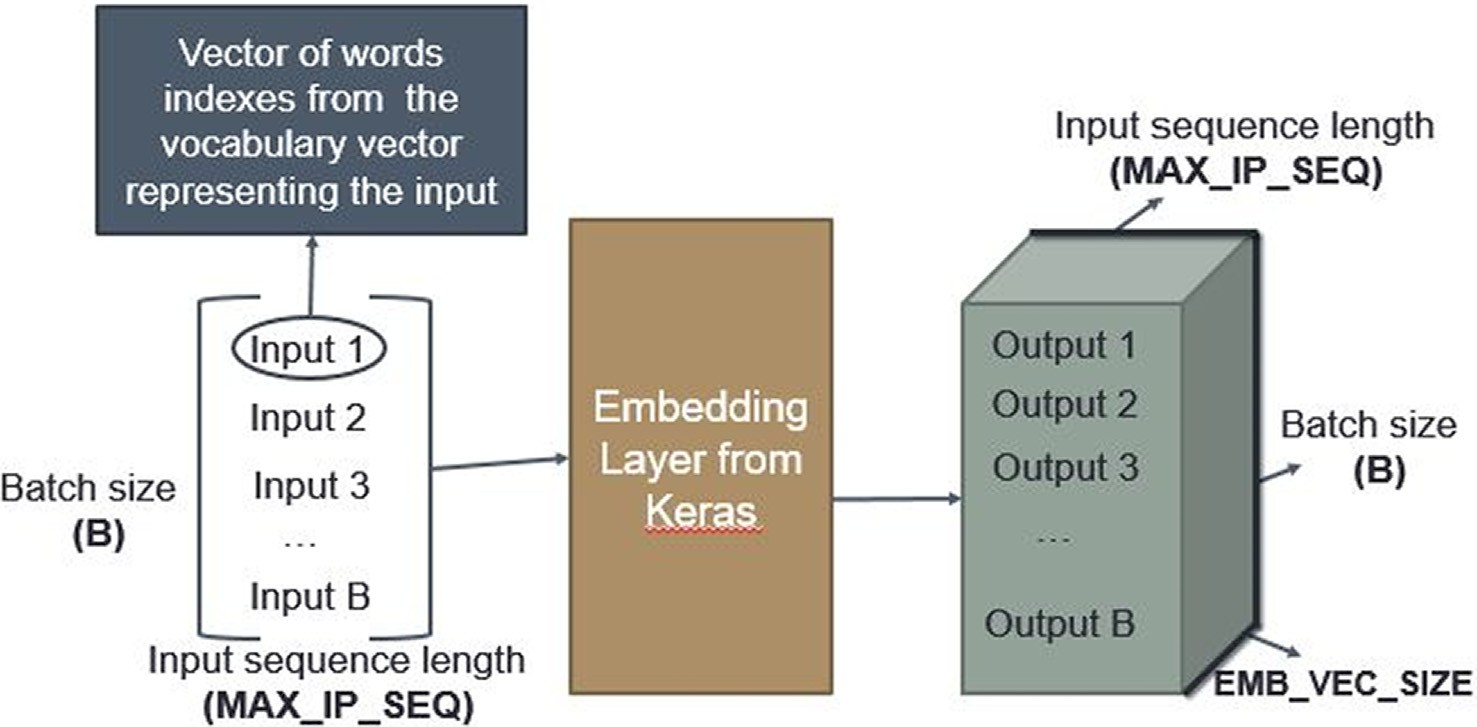 Vector of words
indexes from the
vocabulary vector
representing the input
Input 1
Input 2
Input 3
...
Input B
Batch size
(B)
Input sequence length
(MAX_IP_SEQ)
Embedding
Layer from
Keras
Input sequence length
(MAX_IP_SEQ)
Output 1
Output 2
Output 3
...
Output B
Batch size
(B)
EMB_VEC_SIZE